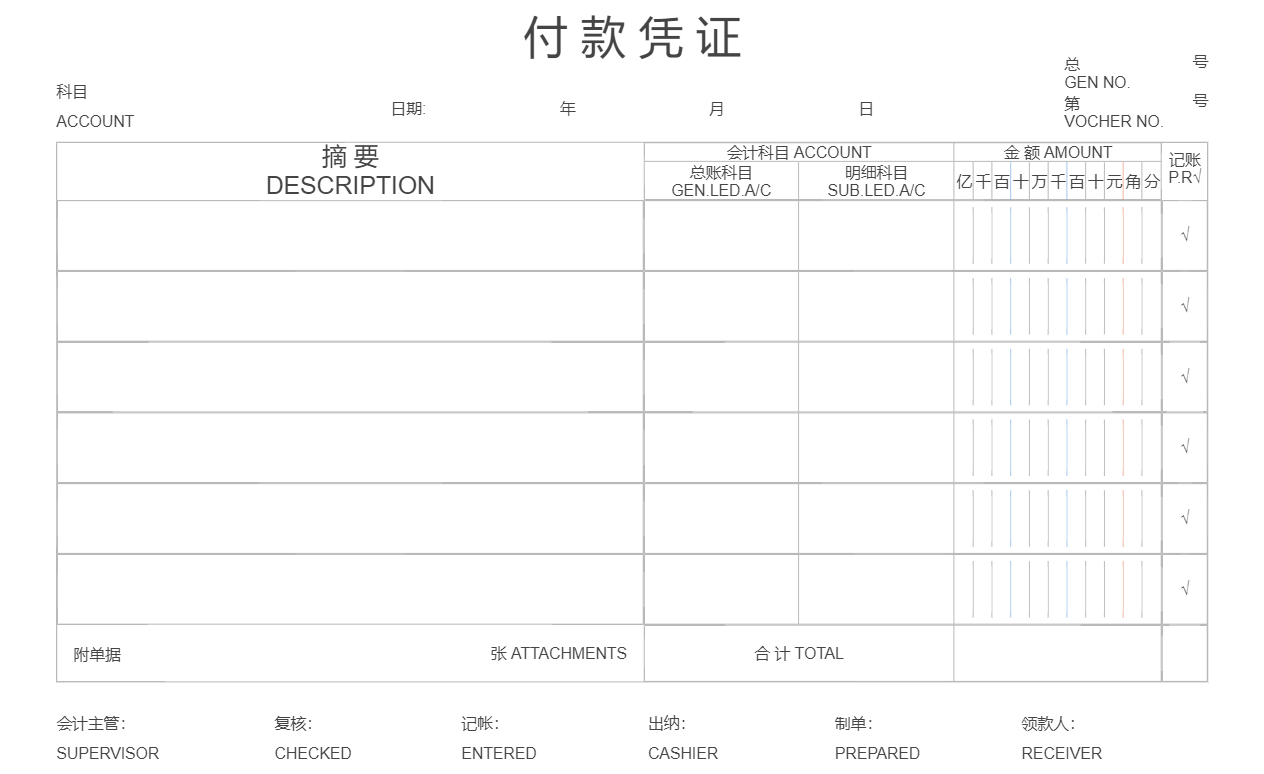 付款凭证
总 号
GEN NO.
科目
日期: 年 月 日
第 号
ACCOUNT
VOCHER NO.
摘要
DESCRIPTION
会计科目 ACCOUNT
金 额 AMOUNT
记账
P.R√
总账科目
GEN.LED.A/C
明细科目
SUB.LED.A/C
亿 千 百 十 万 千 百 十 元 角 分
√
√
√
√
√
√
附单据 张 ATTACHMENTS
合 计 TOTAL
会计主管: 复核: 记帐: 出纳: 制单: 领款人:
SUPERVISOR CHECKED ENTERED CASHIER PREPARED RECEIVER